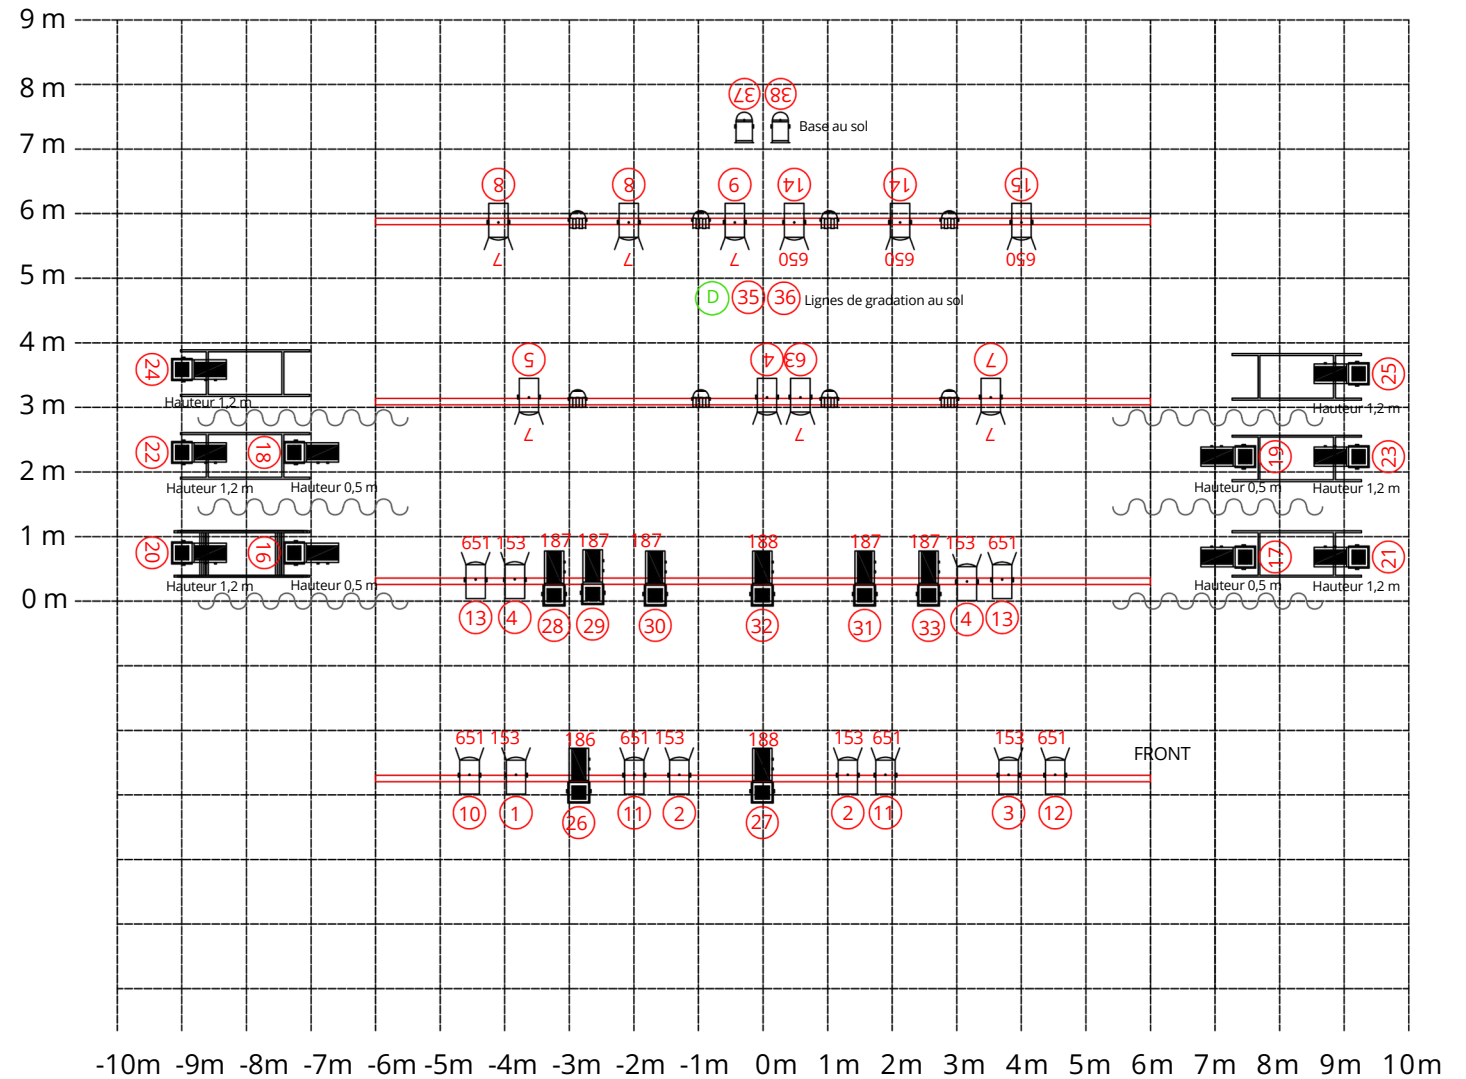 9 m
8 m
7 m
6 m
5 m
4 m
3 m
2 m
1 m
0 m
37 38
Base au sol
8 8 6 14 14 15
7 7 7 650 650 650
D 35 36 Lignes de gradation au sol
5 4 63 7
7 7 7
24 25
Hauteur 1,2 m Hauteur 1,2 m
22 18 19 23
Hauteur 1,2 m Hauteur 0,5 m Hauteur 0,5 m Hauteur 1,2 m
651 153 187 187 187 188 187 187 153 651
20 16 17 21
Hauteur 1,2 m Hauteur 0,5 m Hauteur 0,5 m Hauteur 1,2 m
13 4 28 29 30 32 31 33 4 13
651 153 186 651 153 188 153 651 153 651
FRONT
10 1 26 11 2 27 2 11 3 12
-10m -9m -8m -7m -6m -5m -4m -3m -2m -1m 0m 1m 2m 3m 4m 5m 6m 7m 8m 9m 10m